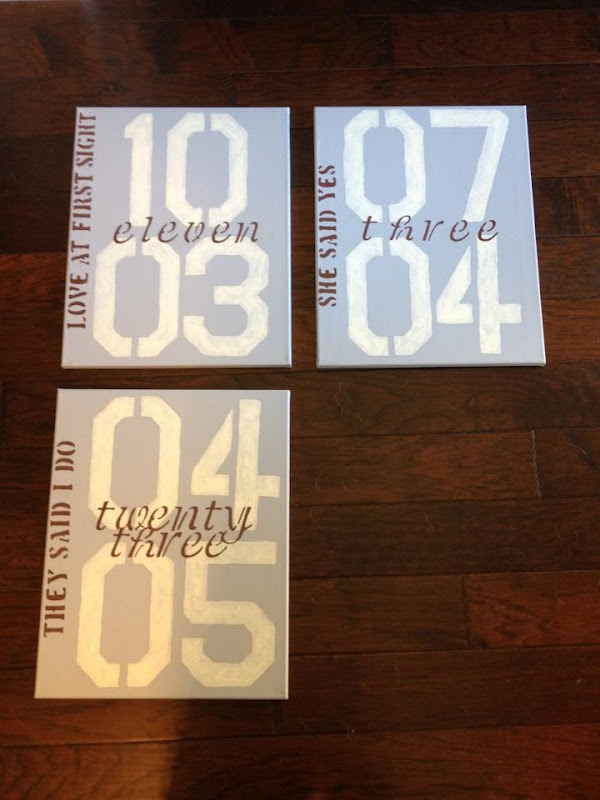 LOVE AT FIRST SIGHT
10
eleven
03
SHE SAID YES
07
three
04
THEY SAID I DO
04
twenty
three
05